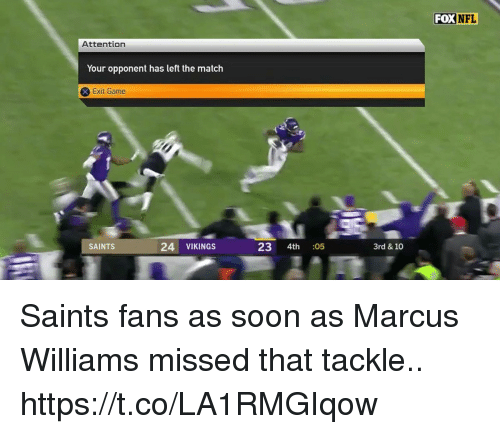 FOX NFL
Attention
Your opponent has left the match
Exit Game
SAINTS 24 VIKINGS 23 4th :05 3rd & 10
Saints fans as soon as Marcus
Williams missed that tackle..
https://t.co/LA1RMGIqow